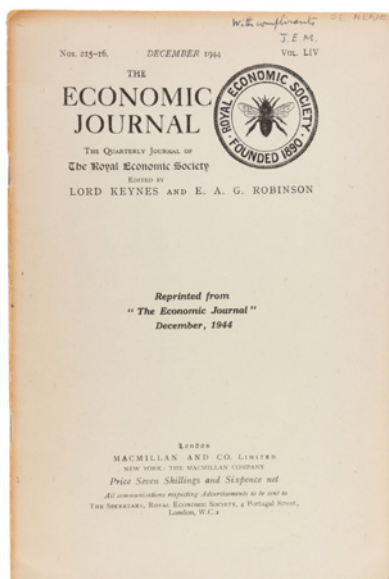 With compliments
J.E.M.
Nos. 215-16. DECEMBER 1944 VOL. LIV
THE
ECONOMIC
JOURNAL
ROYAL ECONOMIC SOCIETY
· FOUNDED 1890 ·
THE QUARTERLY JOURNAL OF
The Royal Economic Society
EDITED BY
LORD KEYNES AND E. A. G. ROBINSON
Reprinted from
"The Economic Journal"
December, 1944
London
MACMILLAN AND CO. LIMITED
NEW YORK: THE MACMILLAN COMPANY
Price Seven Shillings and Sixpence net
All communications respecting Advertisements to be sent to
THE SECRETARY, ROYAL ECONOMIC SOCIETY, 4 Portugal Street,
London, W.C.2